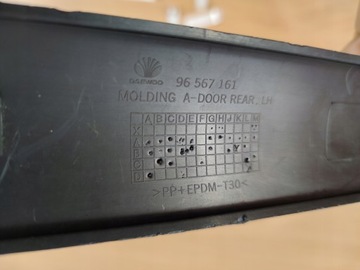 DAEWOO
96 567 161
MOLDING A-DOOR REAR, LH
A B C D E F G H J K L M
>PP+EPDM-T30<